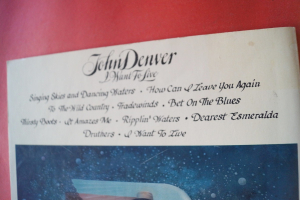 John Denver
I Want To Live
Singing Skies and Dancing Waters • How Can I Leave You Again
To The Wild Country • Tradewinds • Bet On The Blues
Thirsty Boots • It Amazes Me • Ripplin' Waters • Dearest Esmeralda
Druthers • I Want To Live